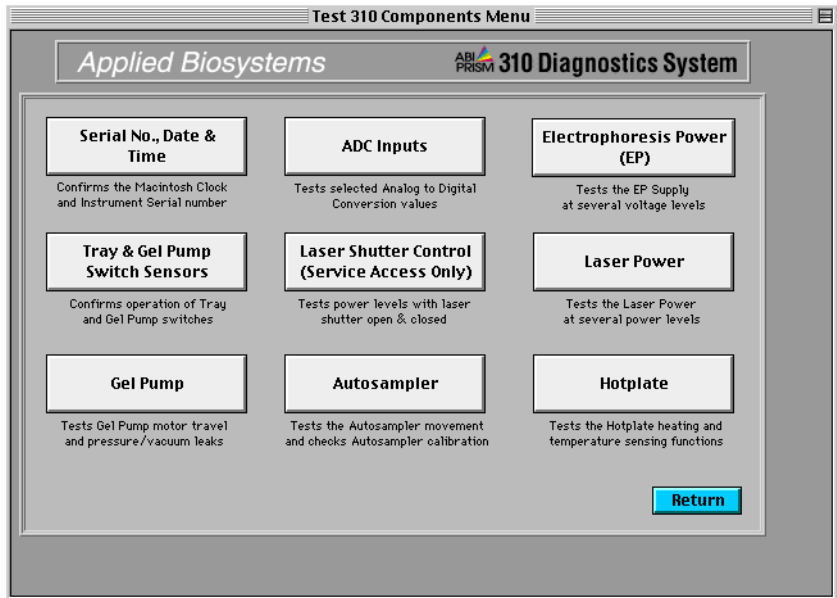 Test 310 Components Menu
Applied Biosystems
ABI PRISM 310 Diagnostics System
Serial No., Date &
Time
Confirms the Macintosh Clock
and Instrument Serial number
ADC Inputs
Tests selected Analog to Digital
Conversion values
Electrophoresis Power
(EP)
Tests the EP Supply
at several voltage levels
Tray & Gel Pump
Switch Sensors
Confirms operation of Tray
and Gel Pump switches
Laser Shutter Control
(Service Access Only)
Tests power levels with laser
shutter open & closed
Laser Power
Tests the Laser Power
at several power levels
Gel Pump
Tests Gel Pump motor travel
and pressure/vacuum leaks
Autosampler
Tests the Autosampler movement
and checks Autosampler calibration
Hotplate
Tests the Hotplate heating and
temperature sensing functions
Return